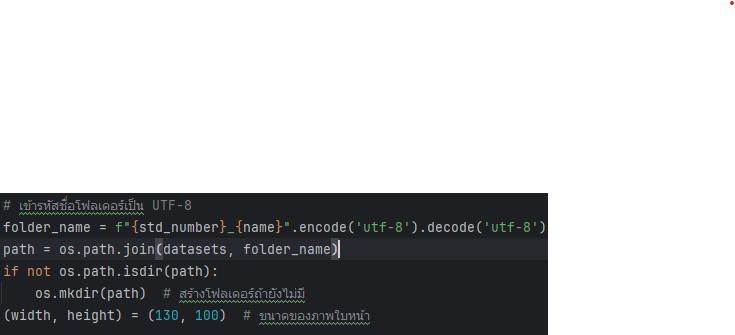 # เข้ารหัสชื่อโฟลเดอร์เป็น UTF-8
folder_name = f"{std_number}_{name}".encode('utf-8').decode('utf-8')
path = os.path.join(datasets, folder_name)
if not os.path.isdir(path):
    os.mkdir(path)  # สร้างโฟลเดอร์ถ้ายังไม่มี
(width, height) = (130, 100)  # ขนาดของภาพใบหน้า